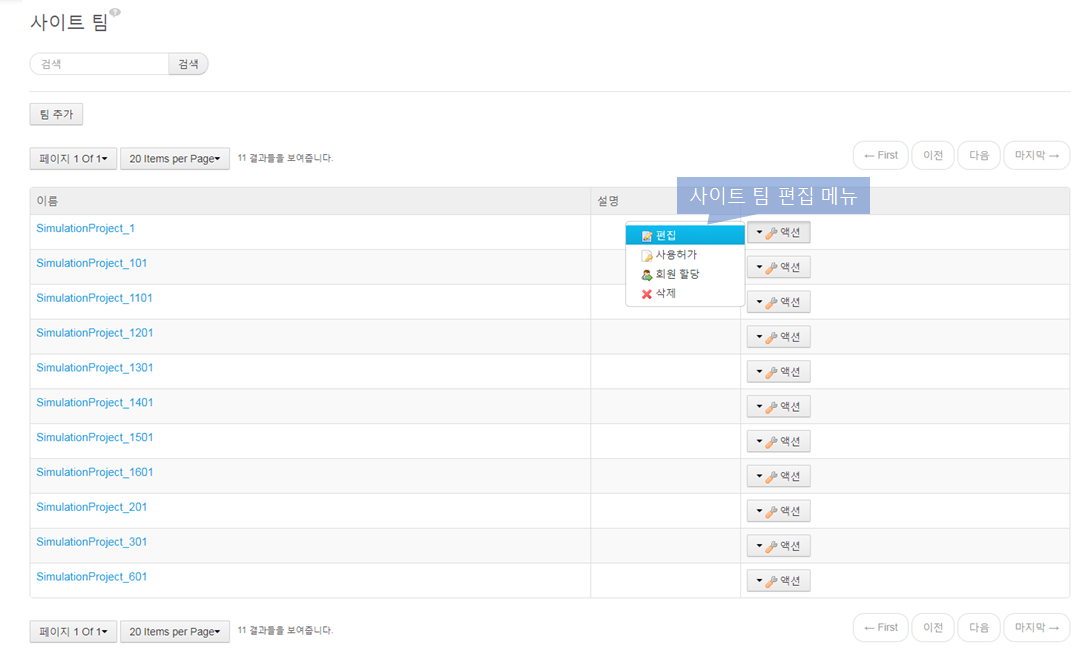 사이트 팀
검색 검색
팀 추가
페이지 1 Of 1 20 Items per Page 11 결과들을 보여줍니다. ← First 이전 다음 마지막 →
사이트 팀 편집 메뉴
이름 설명
SimulationProject_1 액션
편집
사용허가
회원 할당
삭제
SimulationProject_101 액션
SimulationProject_1101 액션
SimulationProject_1201 액션
SimulationProject_1301 액션
SimulationProject_1401 액션
SimulationProject_1501 액션
SimulationProject_1601 액션
SimulationProject_201 액션
SimulationProject_301 액션
SimulationProject_601 액션
페이지 1 Of 1 20 Items per Page 11 결과들을 보여줍니다. ← First 이전 다음 마지막 →